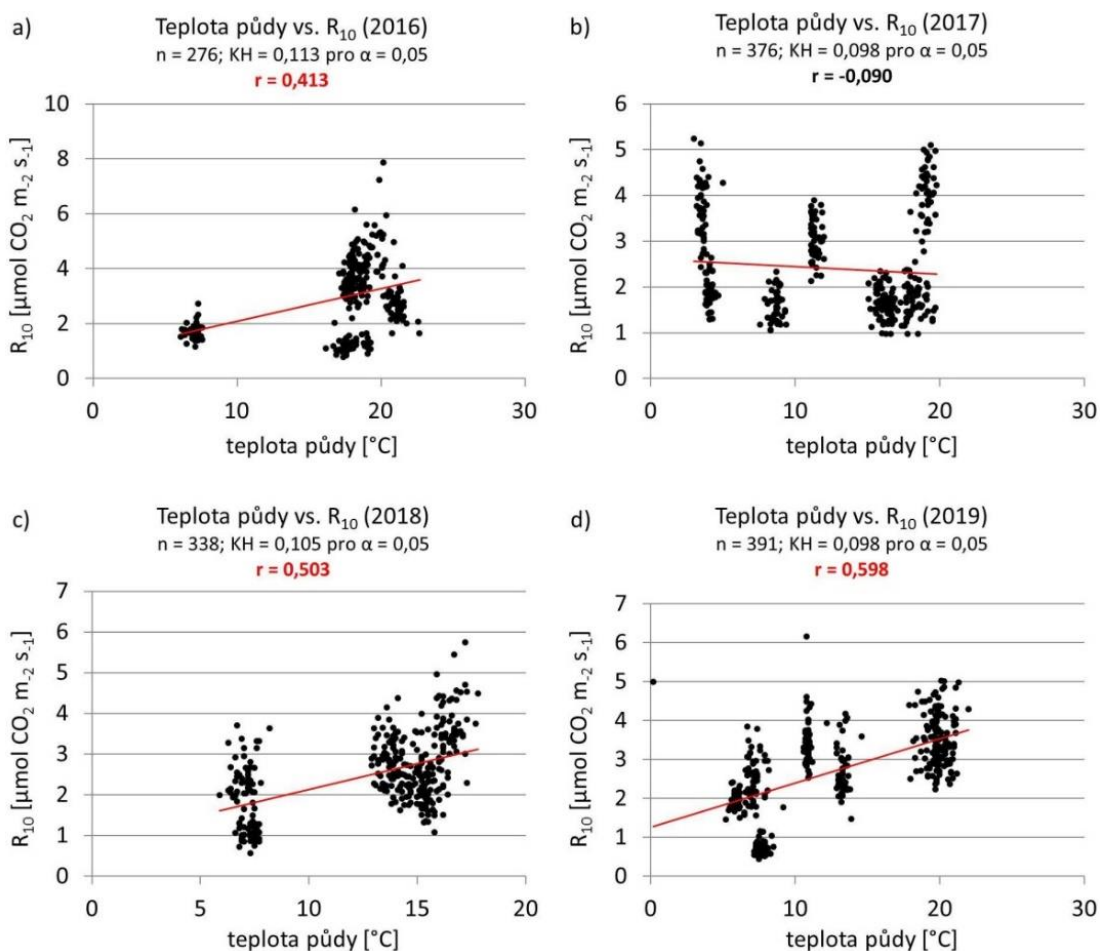 a)
Teplota půdy vs. R₁₀ (2016)
n = 276; KH = 0,113 pro α = 0,05
r = 0,413
R₁₀ [µmol CO₂ m₋₂ s₋₁]
10
8
6
4
2
0
0 10 20 30
teplota půdy [°C]
b)
Teplota půdy vs. R₁₀ (2017)
n = 376; KH = 0,098 pro α = 0,05
r = -0,090
R₁₀ [µmol CO₂ m₋₂ s₋₁]
6
5
4
3
2
1
0
0 10 20 30
teplota půdy [°C]
c)
Teplota půdy vs. R₁₀ (2018)
n = 338; KH = 0,105 pro α = 0,05
r = 0,503
R₁₀ [µmol CO₂ m₋₂ s₋₁]
7
6
5
4
3
2
1
0
0 5 10 15 20
teplota půdy [°C]
d)
Teplota půdy vs. R₁₀ (2019)
n = 391; KH = 0,098 pro α = 0,05
r = 0,598
R₁₀ [µmol CO₂ m₋₂ s₋₁]
7
6
5
4
3
2
1
0
0 10 20 30
teplota půdy [°C]